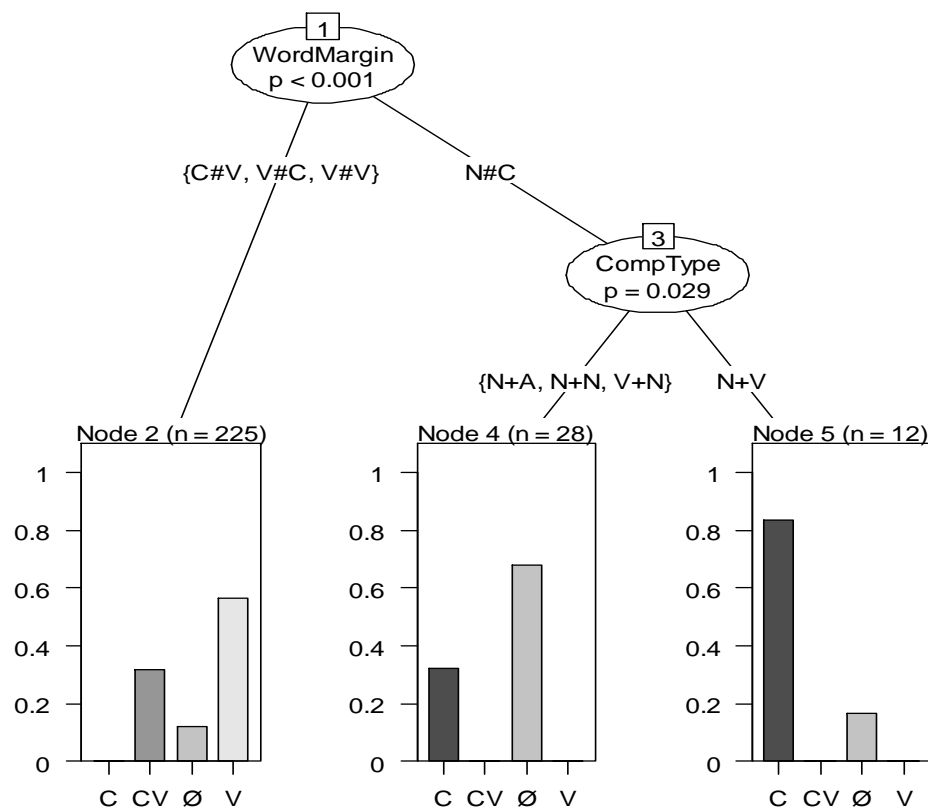 1
WordMargin
p < 0.001
{C#V, V#C, V#V}
N#C
3
CompType
p = 0.029
{N+A, N+N, V+N}
N+V
Node 2 (n = 225)
1
0.8
0.6
0.4
0.2
0
C CV Ø V
Node 4 (n = 28)
1
0.8
0.6
0.4
0.2
0
C CV Ø V
Node 5 (n = 12)
1
0.8
0.6
0.4
0.2
0
C CV Ø V